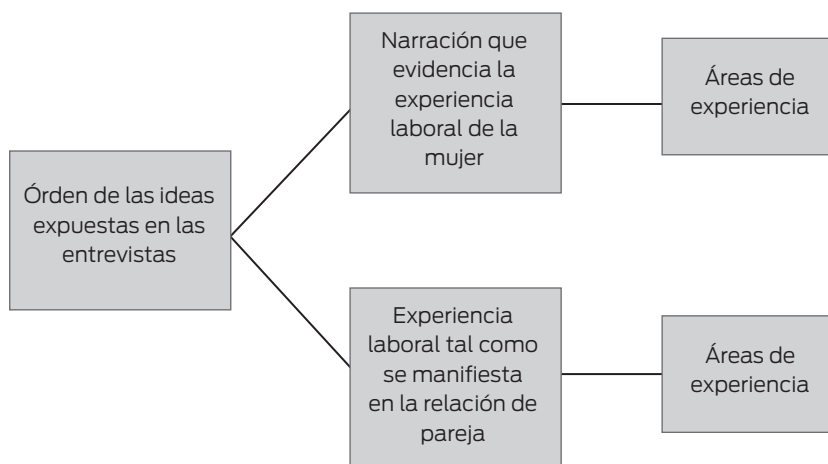 Órden de las ideas
expuestas en las
entrevistas
Narración que
evidencia la
experiencia
laboral de la
mujer
Áreas de
experiencia
Experiencia
laboral tal como
se manifiesta
en la relación de
pareja
Áreas de
experiencia